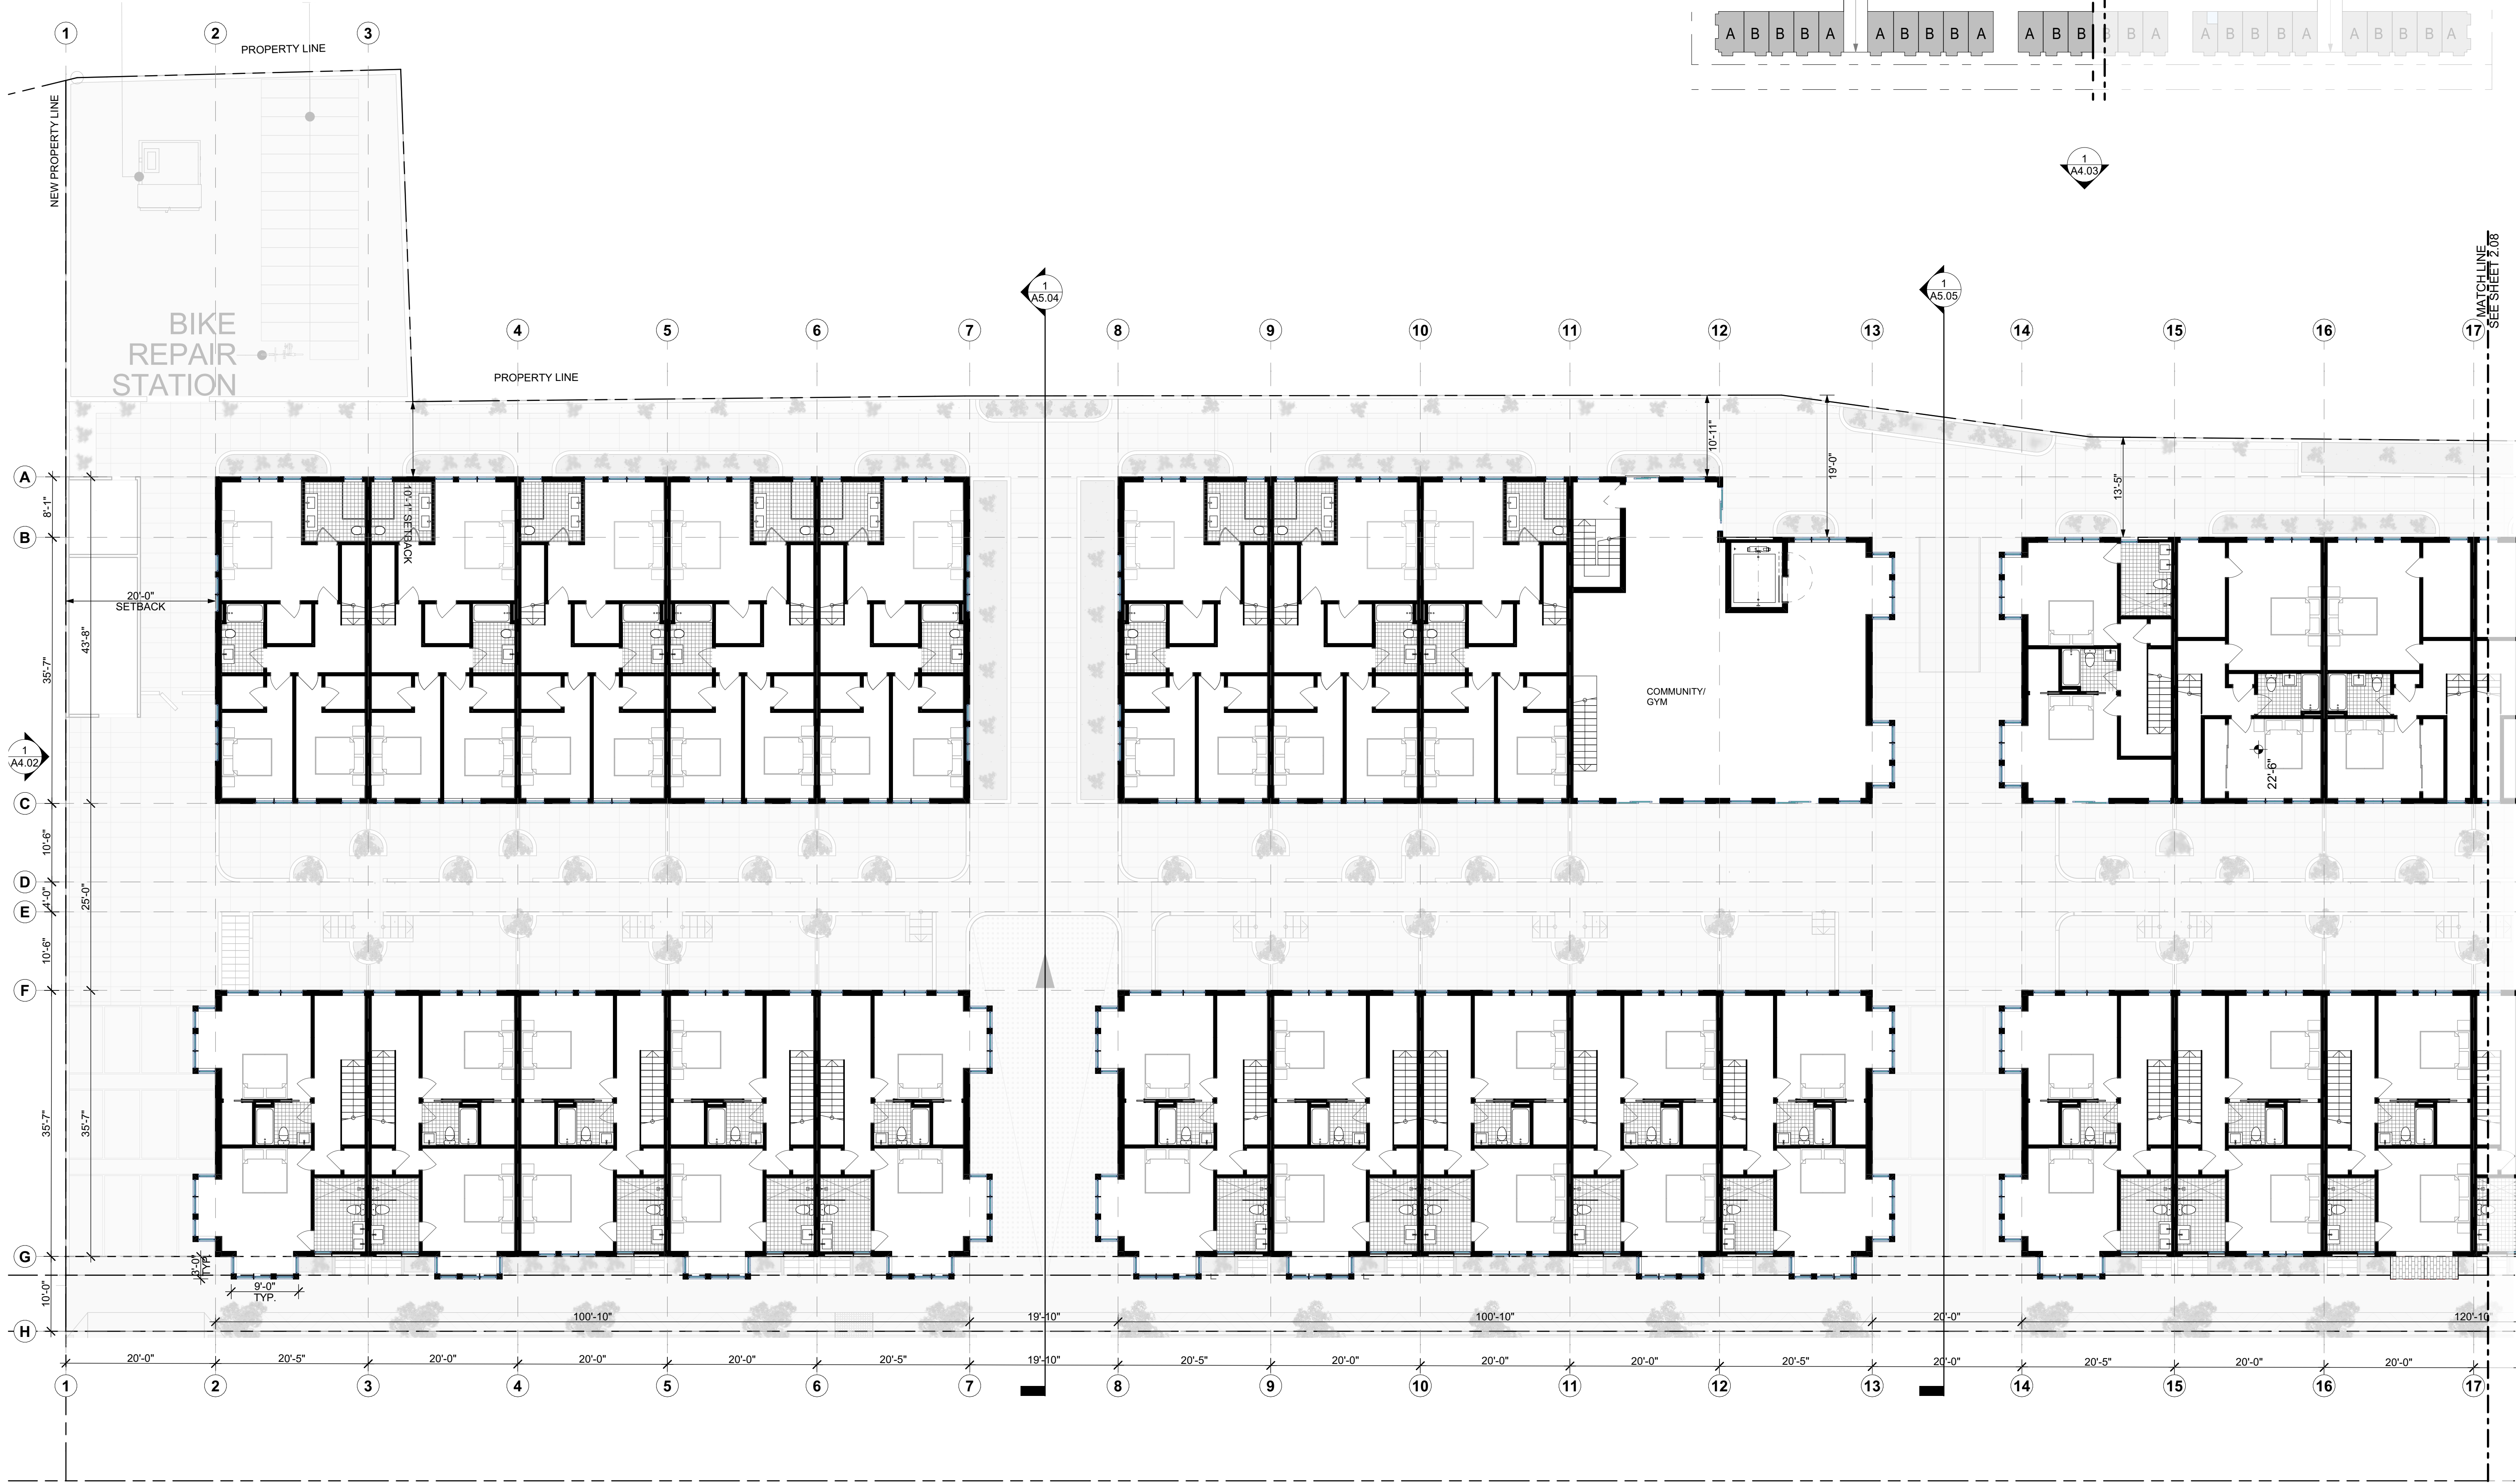 A B B B A A B B B A A B B B B A A B B B B A A B B B A
1 2 3
PROPERTY LINE
NEW PROPERTY LINE
1
A4.03
MATCH LINE
SEE SHEET 2.08
1
A5.04
1
A5.05
BIKE
REPAIR
STATION
4 5 6 7 8 9 10 11 12 13 14 15 16 17
PROPERTY LINE
10'-11"
19'-0"
13'-5"
A
8'-1"
10'-1" SETBACK
B
20'-0"
SETBACK
43'-8"
35'-7"
COMMUNITY/
GYM
1
A4.02
22'-6"
C
10'-6"
D
4'-0"
25'-0"
E
10'-6"
F
35'-7"
35'-7"
G
3'-0"
TYP.
9'-0"
TYP.
10'-0"
100'-10" 19'-10" 100'-10" 20'-0" 120'-10
H
20'-0" 20'-5" 20'-0" 20'-0" 20'-0" 20'-5" 19'-10" 20'-5" 20'-0" 20'-0" 20'-0" 20'-5" 20'-0" 20'-5" 20'-0" 20'-0"
1 2 3 4 5 6 7 8 9 10 11 12 13 14 15 16 17